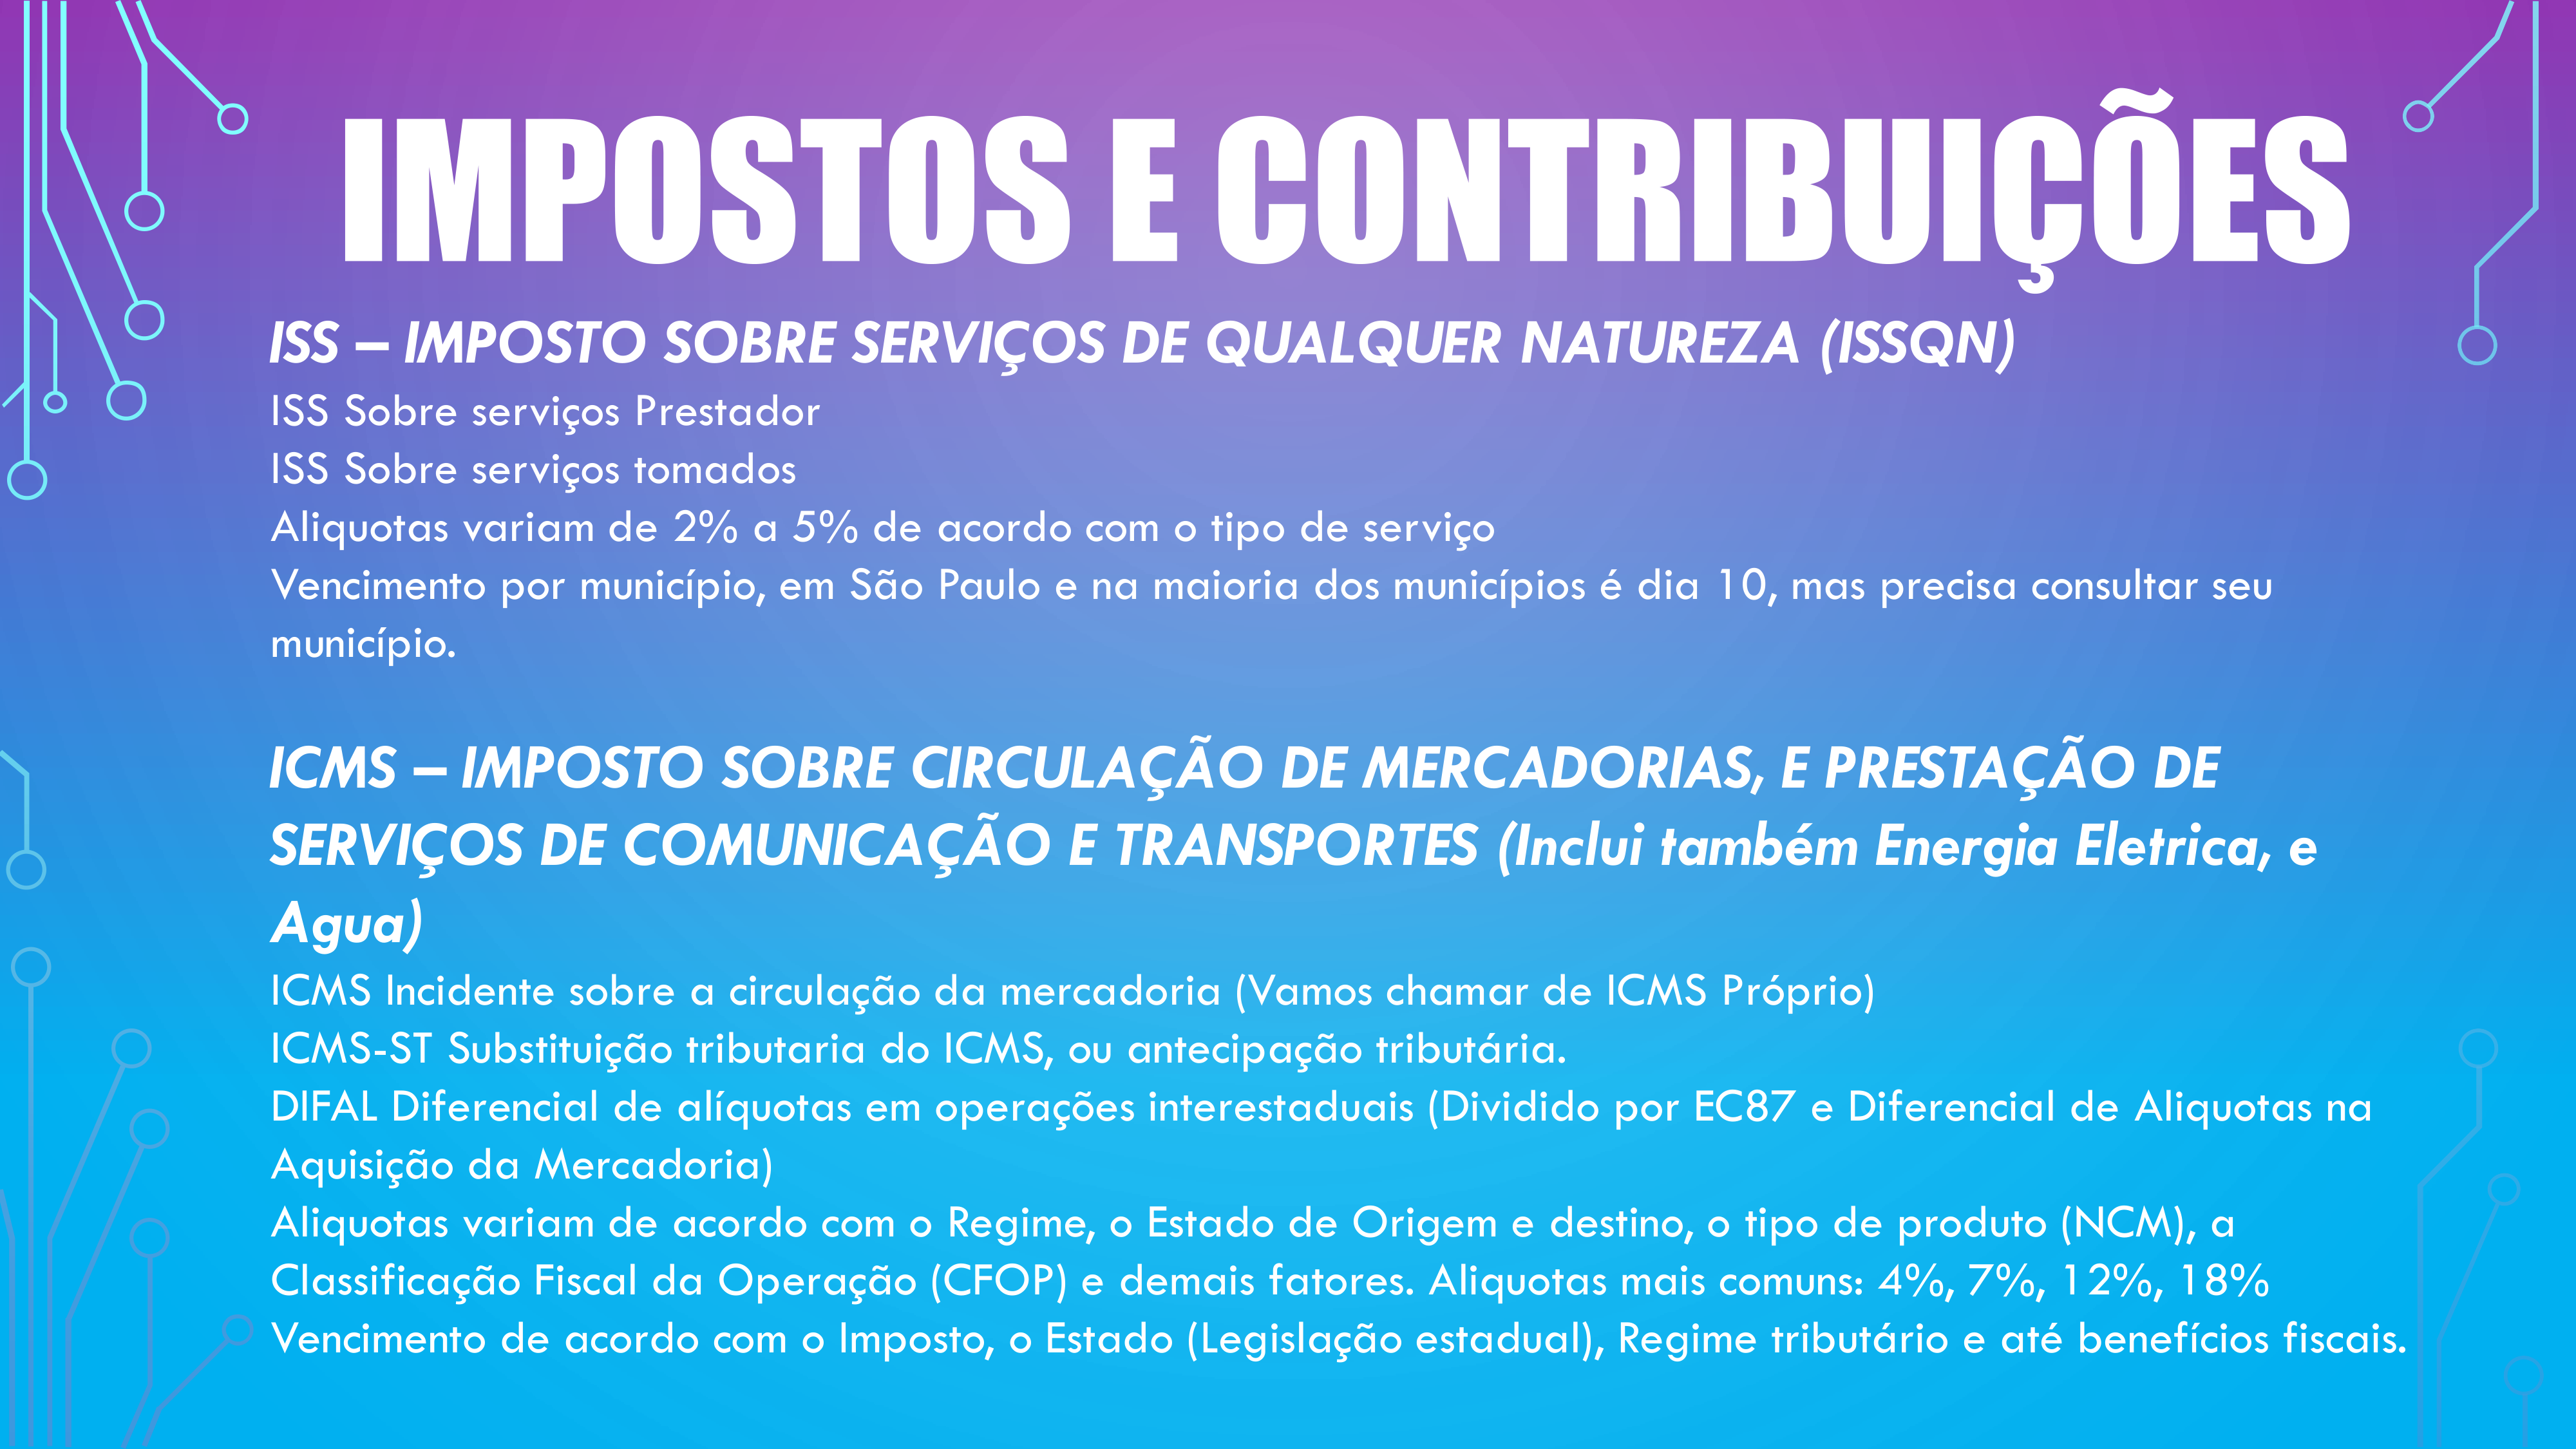 IMPOSTOS E CONTRIBUIÇÕES
ISS – IMPOSTO SOBRE SERVIÇOS DE QUALQUER NATUREZA (ISSQN)
ISS Sobre serviços Prestador
ISS Sobre serviços tomados
Aliquotas variam de 2% a 5% de acordo com o tipo de serviço
Vencimento por município, em São Paulo e na maioria dos municípios é dia 10, mas precisa consultar seu
município.
ICMS – IMPOSTO SOBRE CIRCULAÇÃO DE MERCADORIAS, E PRESTAÇÃO DE
SERVIÇOS DE COMUNICAÇÃO E TRANSPORTES (Inclui também Energia Eletrica, e
Agua)
ICMS Incidente sobre a circulação da mercadoria (Vamos chamar de ICMS Próprio)
ICMS-ST Substituição tributaria do ICMS, ou antecipação tributária.
DIFAL Diferencial de alíquotas em operações interestaduais (Dividido por EC87 e Diferencial de Aliquotas na
Aquisição da Mercadoria)
Aliquotas variam de acordo com o Regime, o Estado de Origem e destino, o tipo de produto (NCM), a
Classificação Fiscal da Operação (CFOP) e demais fatores. Aliquotas mais comuns: 4%, 7%, 12%, 18%
Vencimento de acordo com o Imposto, o Estado (Legislação estadual), Regime tributário e até benefícios fiscais.